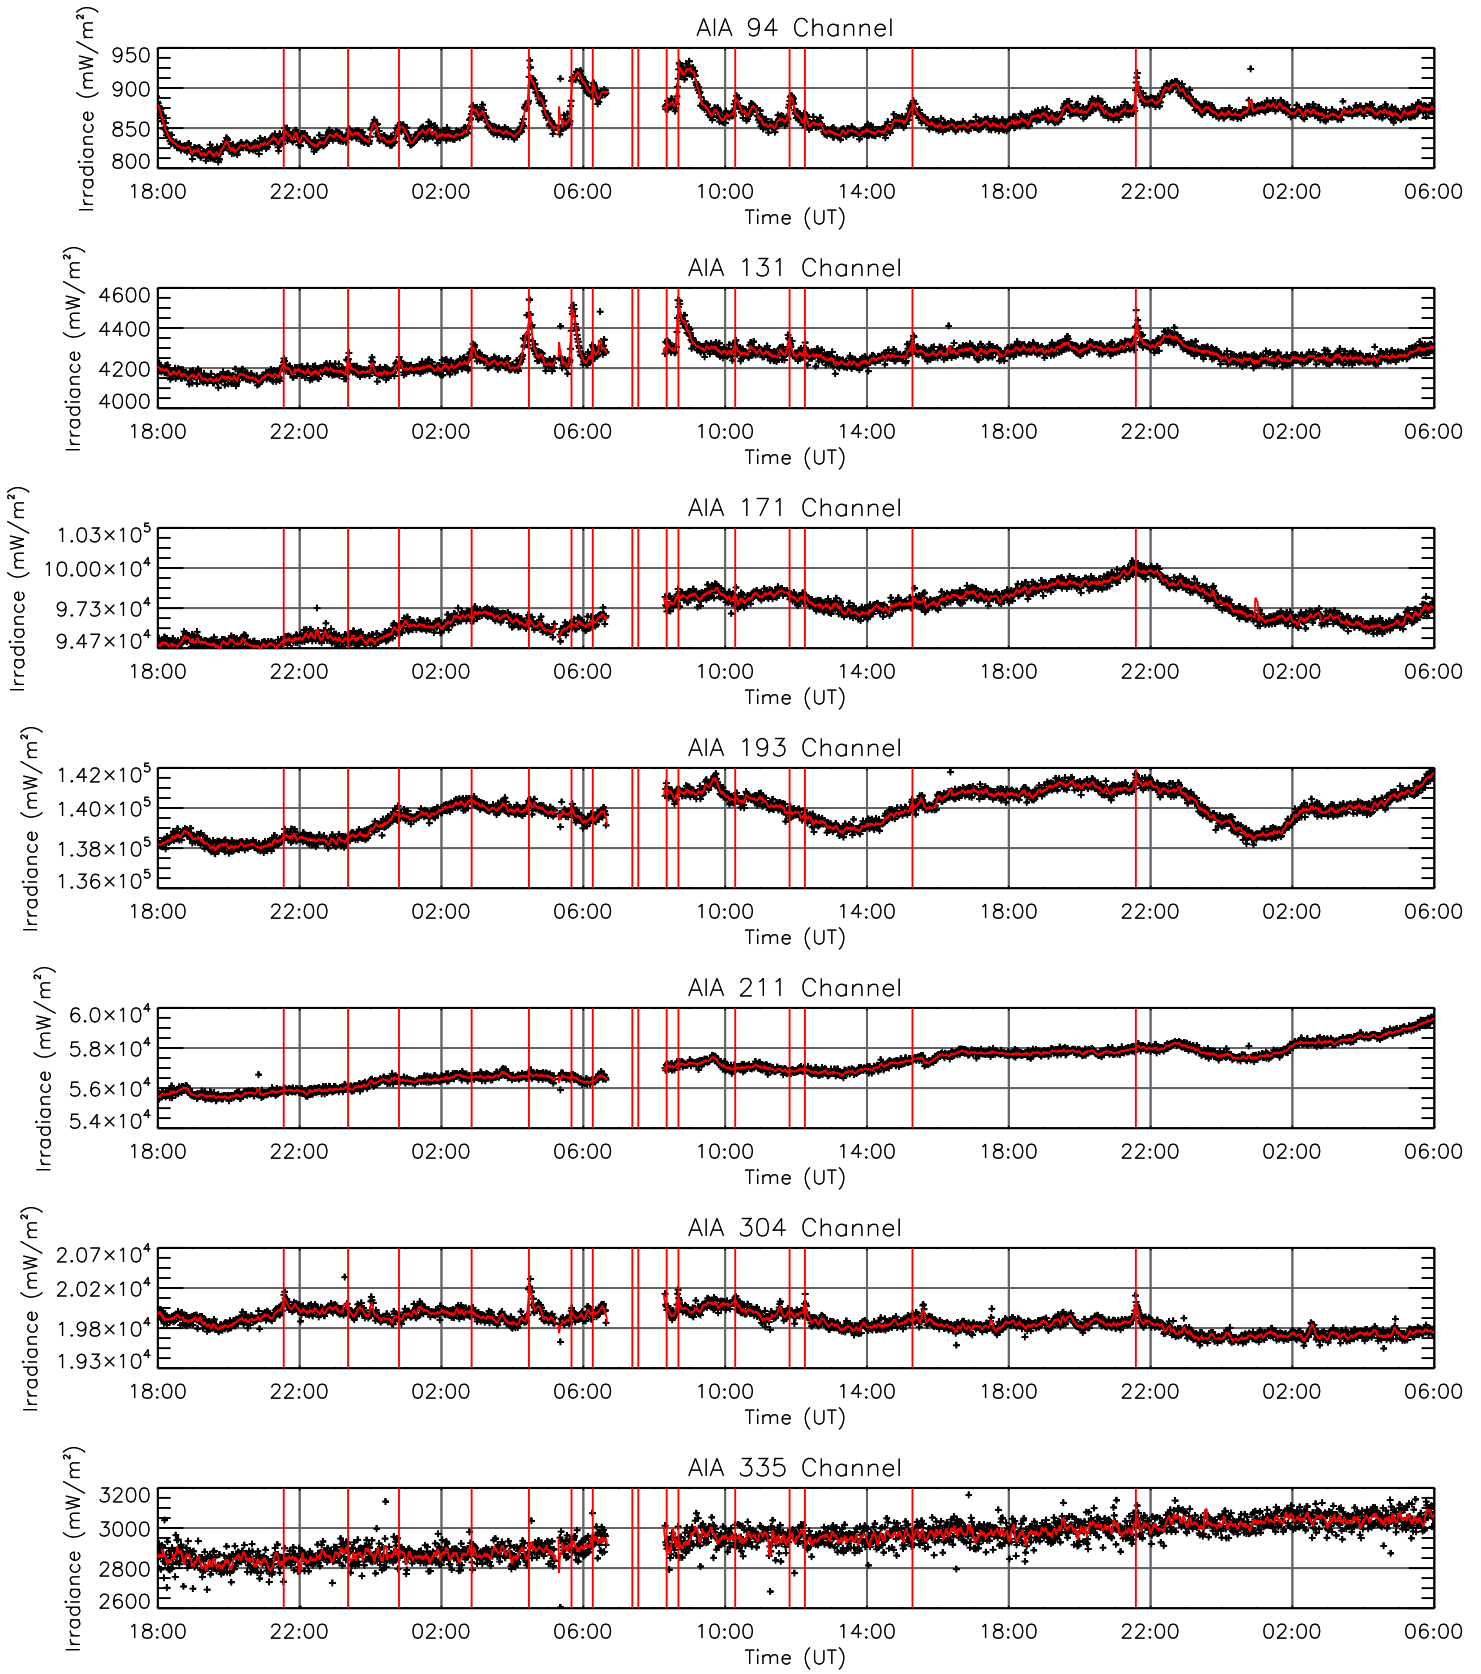 AIA 94 Channel
Irradiance (mW/m²)
950
900
850
800
18:00 22:00 02:00 06:00 10:00 14:00 18:00 22:00 02:00 06:00
Time (UT)
AIA 131 Channel
Irradiance (mW/m²)
4600
4400
4200
4000
18:00 22:00 02:00 06:00 10:00 14:00 18:00 22:00 02:00 06:00
Time (UT)
AIA 171 Channel
Irradiance (mW/m²)
1.03×10⁵
10.00×10⁴
9.73×10⁴
9.47×10⁴
18:00 22:00 02:00 06:00 10:00 14:00 18:00 22:00 02:00 06:00
Time (UT)
AIA 193 Channel
Irradiance (mW/m²)
1.42×10⁵
1.40×10⁵
1.38×10⁵
1.36×10⁵
18:00 22:00 02:00 06:00 10:00 14:00 18:00 22:00 02:00 06:00
Time (UT)
AIA 211 Channel
Irradiance (mW/m²)
6.0×10⁴
5.8×10⁴
5.6×10⁴
5.4×10⁴
18:00 22:00 02:00 06:00 10:00 14:00 18:00 22:00 02:00 06:00
Time (UT)
AIA 304 Channel
Irradiance (mW/m²)
2.07×10⁴
2.02×10⁴
1.98×10⁴
1.93×10⁴
18:00 22:00 02:00 06:00 10:00 14:00 18:00 22:00 02:00 06:00
Time (UT)
AIA 335 Channel
Irradiance (mW/m²)
3200
3000
2800
2600
18:00 22:00 02:00 06:00 10:00 14:00 18:00 22:00 02:00 06:00
Time (UT)